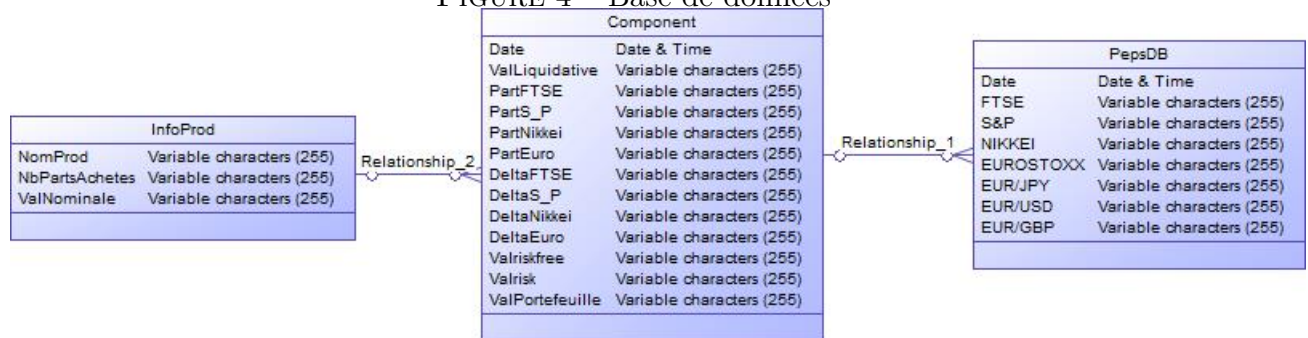 FIGURE 4 – Base de données
InfoProd
NomProd Variable characters (255)
NbPartsAchetes Variable characters (255)
ValNominale Variable characters (255)
Relationship_2
Component
Date Date & Time
ValLiquidative Variable characters (255)
PartFTSE Variable characters (255)
PartS_P Variable characters (255)
PartNikkei Variable characters (255)
PartEuro Variable characters (255)
DeltaFTSE Variable characters (255)
DeltaS_P Variable characters (255)
DeltaNikkei Variable characters (255)
DeltaEuro Variable characters (255)
Valriskfree Variable characters (255)
Valrisk Variable characters (255)
ValPortefeuille Variable characters (255)
Relationship_1
PepsDB
Date Date & Time
FTSE Variable characters (255)
S&P Variable characters (255)
NIKKEI Variable characters (255)
EUROSTOXX Variable characters (255)
EUR/JPY Variable characters (255)
EUR/USD Variable characters (255)
EUR/GBP Variable characters (255)